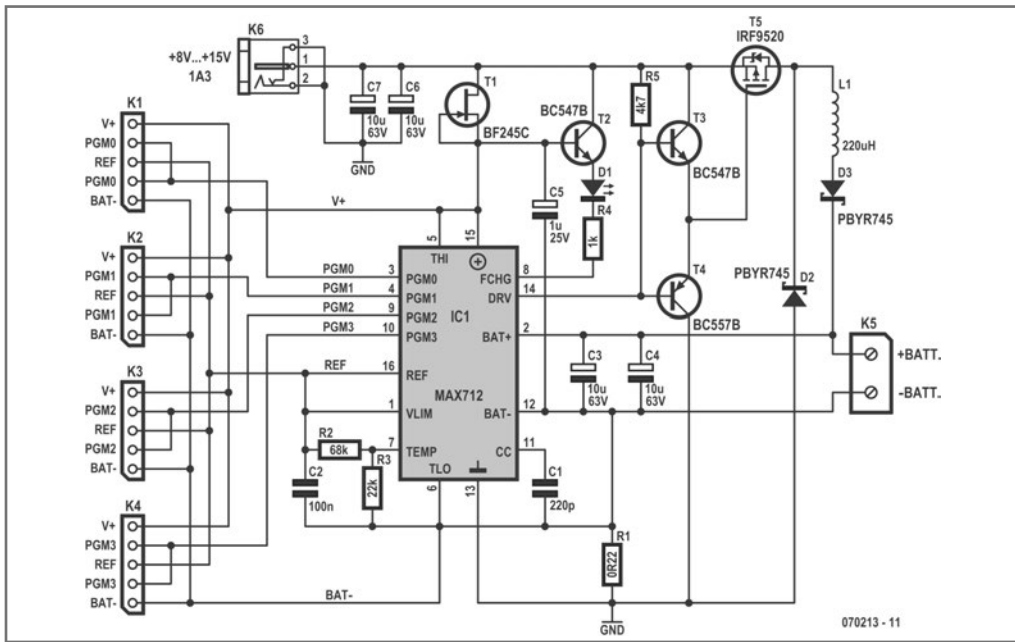 K6
+8V...+15V
1A3
3
1
2
C7
10u
63V
C6
10u
63V
GND
T1
BF245C
BC547B
T2
D1
R4
1k
C5
1u
25V
R5
4k7
T3
BC547B
T5
IRF9520
L1
220uH
D3
PBYR745
T4
BC557B
PBYR745
D2
K5
+BATT.
-BATT.
K1
V+
PGM0
REF
PGM0
BAT-
K2
V+
PGM1
REF
PGM1
BAT-
K3
V+
PGM2
REF
PGM2
BAT-
K4
V+
PGM3
REF
PGM3
BAT-
V+
5
15
THI
PGM0
3
PGM0
PGM1
4
PGM1
PGM2
9
PGM2
PGM3
10
PGM3
REF
16
REF
1
VLIM
7
TEMP
TLO
6
13
IC1
MAX712
FCHG
8
DRV
14
BAT+
2
BAT-
12
CC
11
C3
10u
63V
C4
10u
63V
R2
68k
R3
22k
C2
100n
C1
220p
R1
0R22
BAT-
GND
070213 - 11